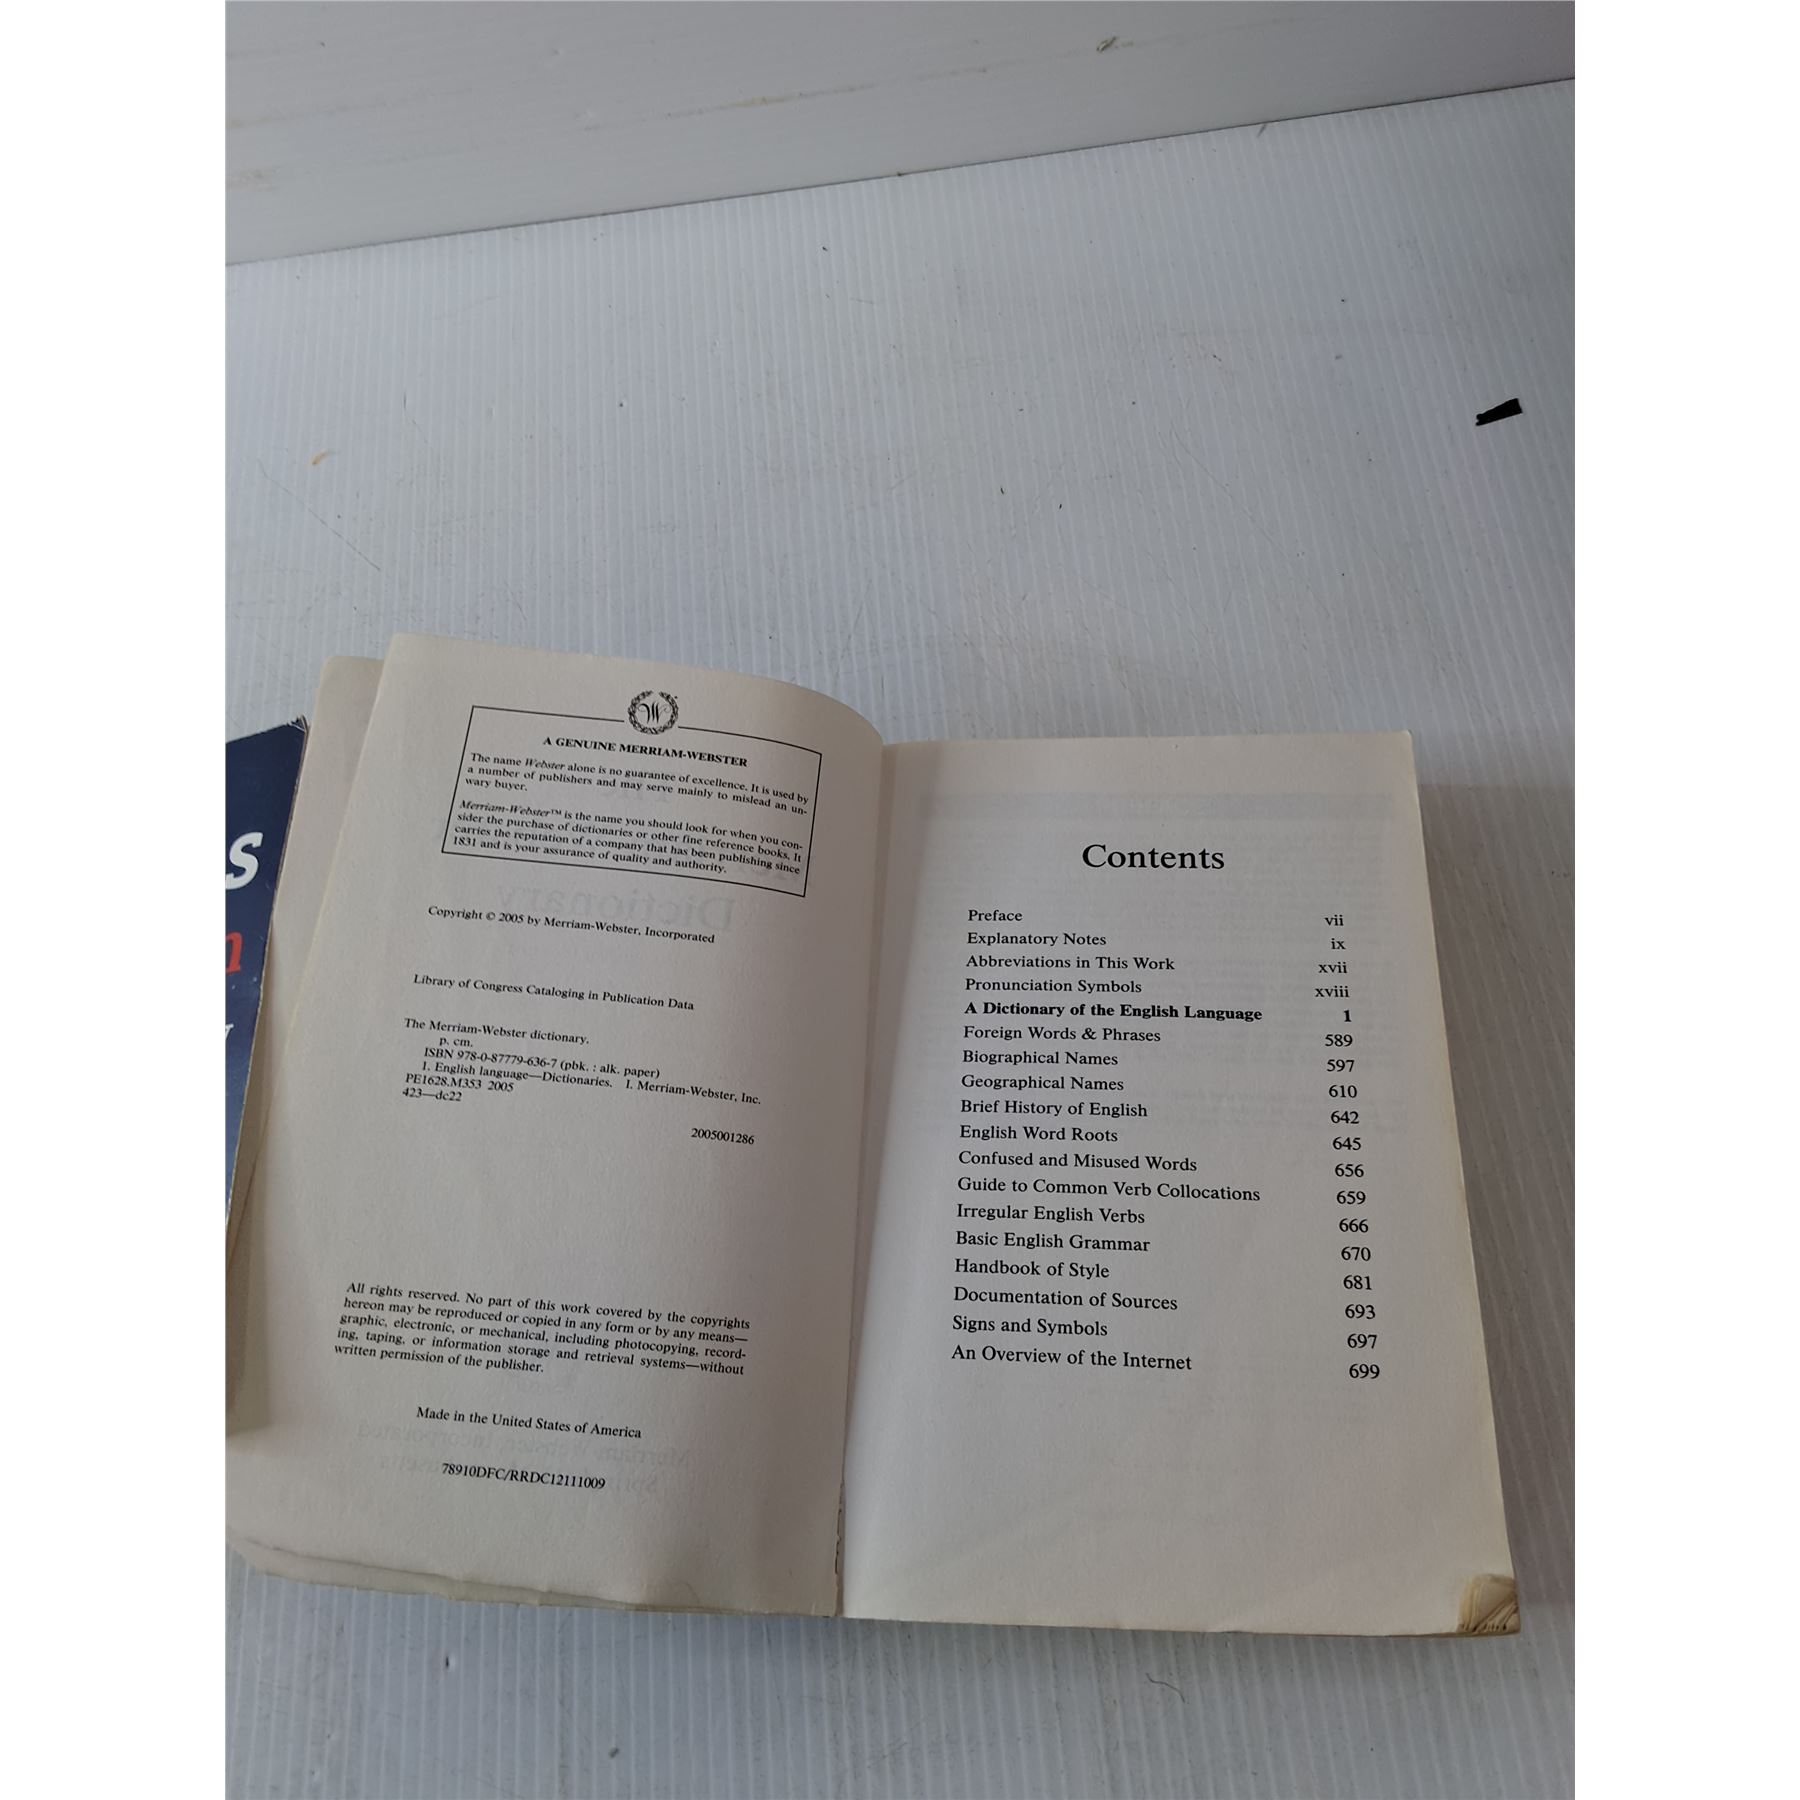 s
n
A GENUINE MERRIAM-WEBSTER
The name Webster alone is no guarantee of excellence. It is used by
a number of publishers and may serve mainly to mislead an un-
wary buyer.
Merriam-Webster™ is the name you should look for when you con-
sider the purchase of dictionaries or other fine reference books. It
carries the reputation of a company that has been publishing since
1831 and is your assurance of quality and authority.
Copyright © 2005 by Merriam-Webster, Incorporated
Library of Congress Cataloging in Publication Data
The Merriam-Webster dictionary.
p. cm.
ISBN 978-0-87779-636-7 (pbk. : alk. paper)
1. English language—Dictionaries. I. Merriam-Webster, Inc.
PE1628.M353 2005
423—dc22
2005001286
All rights reserved. No part of this work covered by the copyrights
hereon may be reproduced or copied in any form or by any means—
graphic, electronic, or mechanical, including photocopying, record-
ing, taping, or information storage and retrieval systems—without
written permission of the publisher.
Made in the United States of America
78910DFC/RRDC12111009
Contents
Preface vii
Explanatory Notes ix
Abbreviations in This Work xvii
Pronunciation Symbols xviii
A Dictionary of the English Language 1
Foreign Words & Phrases 589
Biographical Names 597
Geographical Names 610
Brief History of English 642
English Word Roots 645
Confused and Misused Words 656
Guide to Common Verb Collocations 659
Irregular English Verbs 666
Basic English Grammar 670
Handbook of Style 681
Documentation of Sources 693
Signs and Symbols 697
An Overview of the Internet 699